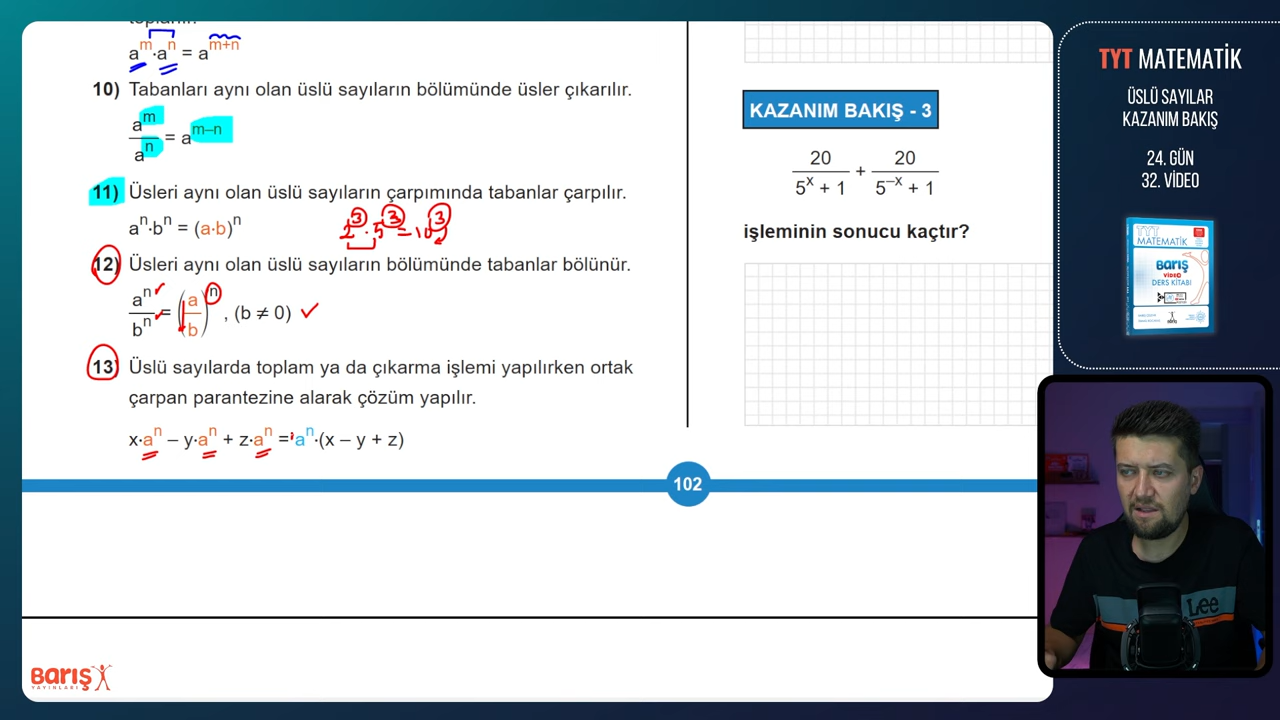 toplanır.
a^m·a^n = a^(m+n)
10) Tabanları aynı olan üslü sayıların bölümünde üsler çıkarılır.
a^m/a^n = a^(m–n)
11) Üsleri aynı olan üslü sayıların çarpımında tabanlar çarpılır.
a^n·b^n = (a·b)^n
2^3·5^3=10^3
12) Üsleri aynı olan üslü sayıların bölümünde tabanlar bölünür.
a^n/b^n = (a/b)^n , (b ≠ 0) ✓
13) Üslü sayılarda toplam ya da çıkarma işlemi yapılırken ortak
çarpan parantezine alarak çözüm yapılır.
x·a^n – y·a^n + z·a^n = a^n·(x – y + z)
102
KAZANIM BAKIŞ - 3
20/(5^x + 1) + 20/(5^–x + 1)
işleminin sonucu kaçtır?
TYT MATEMATİK
ÜSLÜ SAYILAR
KAZANIM BAKIŞ
24. GÜN
32. VİDEO
TYT
MATEMATİK
BARIŞ
VİDEO
DERS KİTABI
Lee
BARIŞ
YAYINLARI